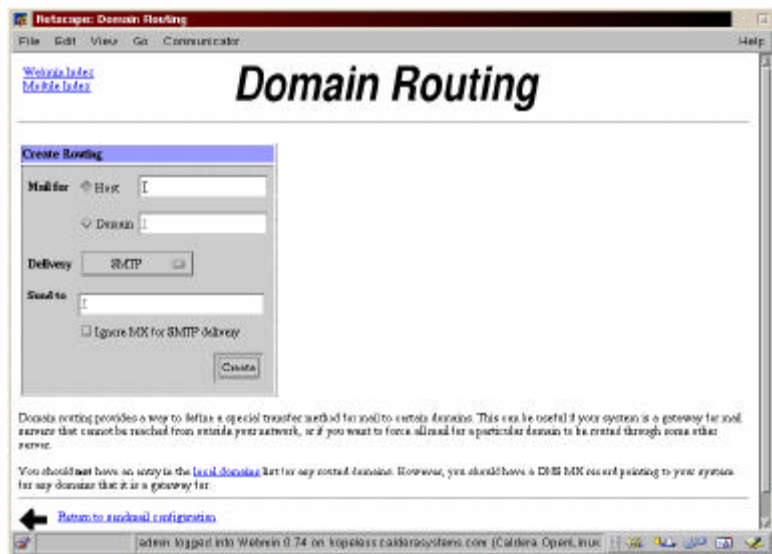 Netscape: Domain Routing
File Edit View Go Communicator Help
Webmin Index
Module Index
Domain Routing
Create Routing
Mail for Host
Domain
Delivery SMTP
Send to
Ignore MX for SMTP delivery
Create
Domain routing provides a way to define a special transfer method for mail to certain domains. This can be useful if your system is a gateway for mail
servers that cannot be reached from outside your network, or if you want to force all mail for a particular domain to be routed through some other
server.
You should not have an entry in the local domains list for any routed domains. However, you should have a DNS MX record pointing to your system
for any domains that it is a gateway for.
Return to sendmail configuration
admin logged into Webmin 0.74 on hopeless.calderasystems.com (Caldera OpenLinux